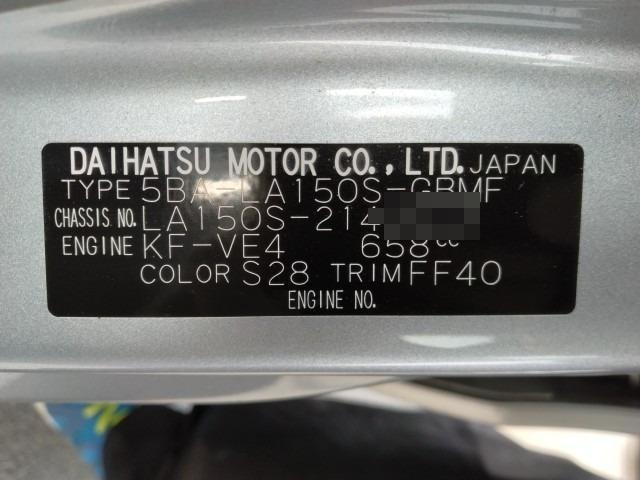 DAIHATSU MOTOR CO.,LTD. JAPAN
TYPE 5BA-LA150S-GBMF
CHASSIS NO. LA150S-214
ENGINE KF-VE4 658cc
COLOR S28 TRIM FF40
ENGINE NO.